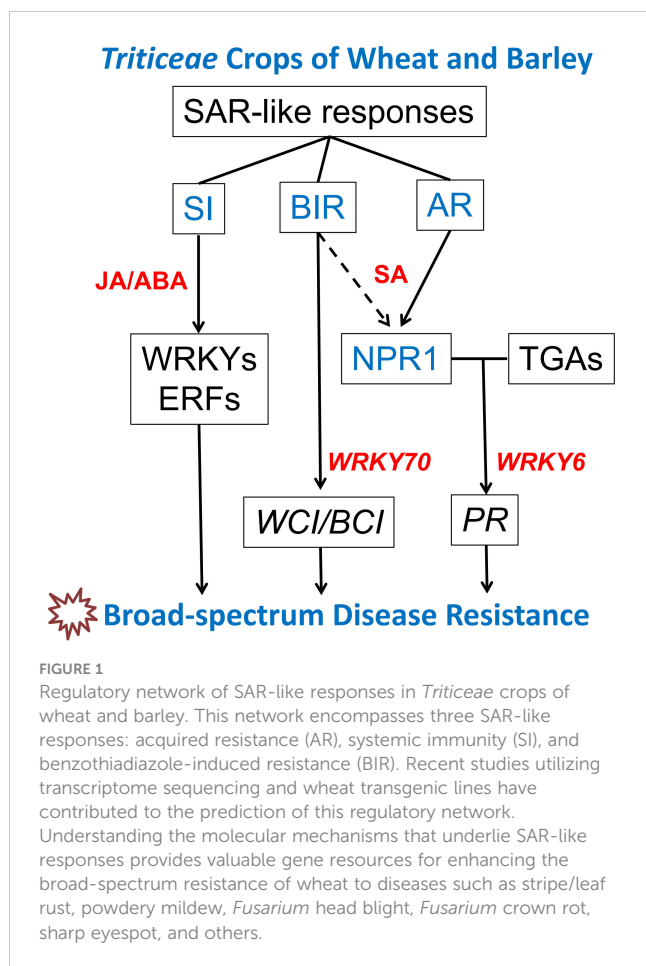 Triticeae Crops of Wheat and Barley
SAR-like responses
SI
BIR
AR
JA/ABA
SA
WRKYs
ERFs
NPR1
TGAs
WRKY70
WRKY6
WCI/BCI
PR
Broad-spectrum Disease Resistance
FIGURE 1
Regulatory network of SAR-like responses in Triticeae crops of
wheat and barley. This network encompasses three SAR-like
responses: acquired resistance (AR), systemic immunity (SI), and
benzothiadiazole-induced resistance (BIR). Recent studies utilizing
transcriptome sequencing and wheat transgenic lines have
contributed to the prediction of this regulatory network.
Understanding the molecular mechanisms that underlie SAR-like
responses provides valuable gene resources for enhancing the
broad-spectrum resistance of wheat to diseases such as stripe/leaf
rust, powdery mildew, Fusarium head blight, Fusarium crown rot,
sharp eyespot, and others.